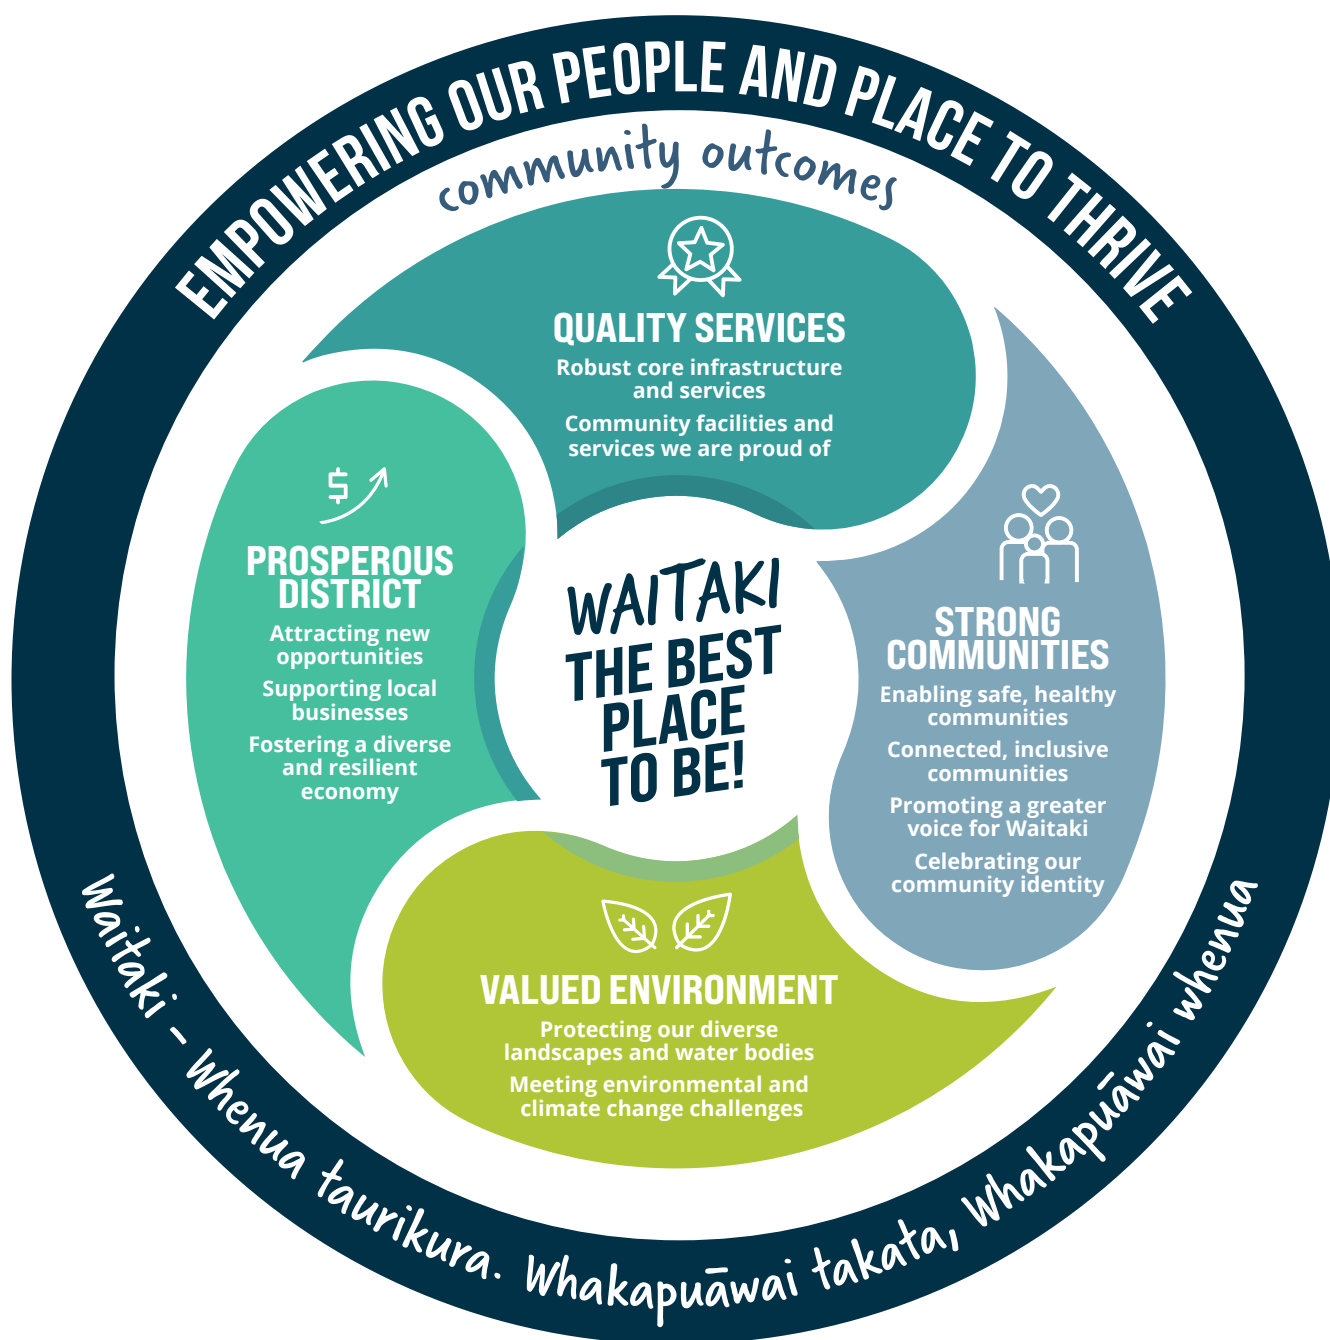 EMPOWERING OUR PEOPLE AND PLACE TO THRIVE
community outcomes
QUALITY SERVICES
Robust core infrastructure
and services
Community facilities and
services we are proud of
PROSPEROUS
DISTRICT
Attracting new
opportunities
Supporting local
businesses
Fostering a diverse
and resilient
economy
WAITAKI
THE BEST
PLACE
TO BE!
STRONG
COMMUNITIES
Enabling safe, healthy
communities
Connected, inclusive
communities
Promoting a greater
voice for Waitaki
Celebrating our
community identity
VALUED ENVIRONMENT
Protecting our diverse
landscapes and water bodies
Meeting environmental and
climate change challenges
Waitaki - Whenua taurikura. Whakapuāwai takata, Whakapuāwai whenua